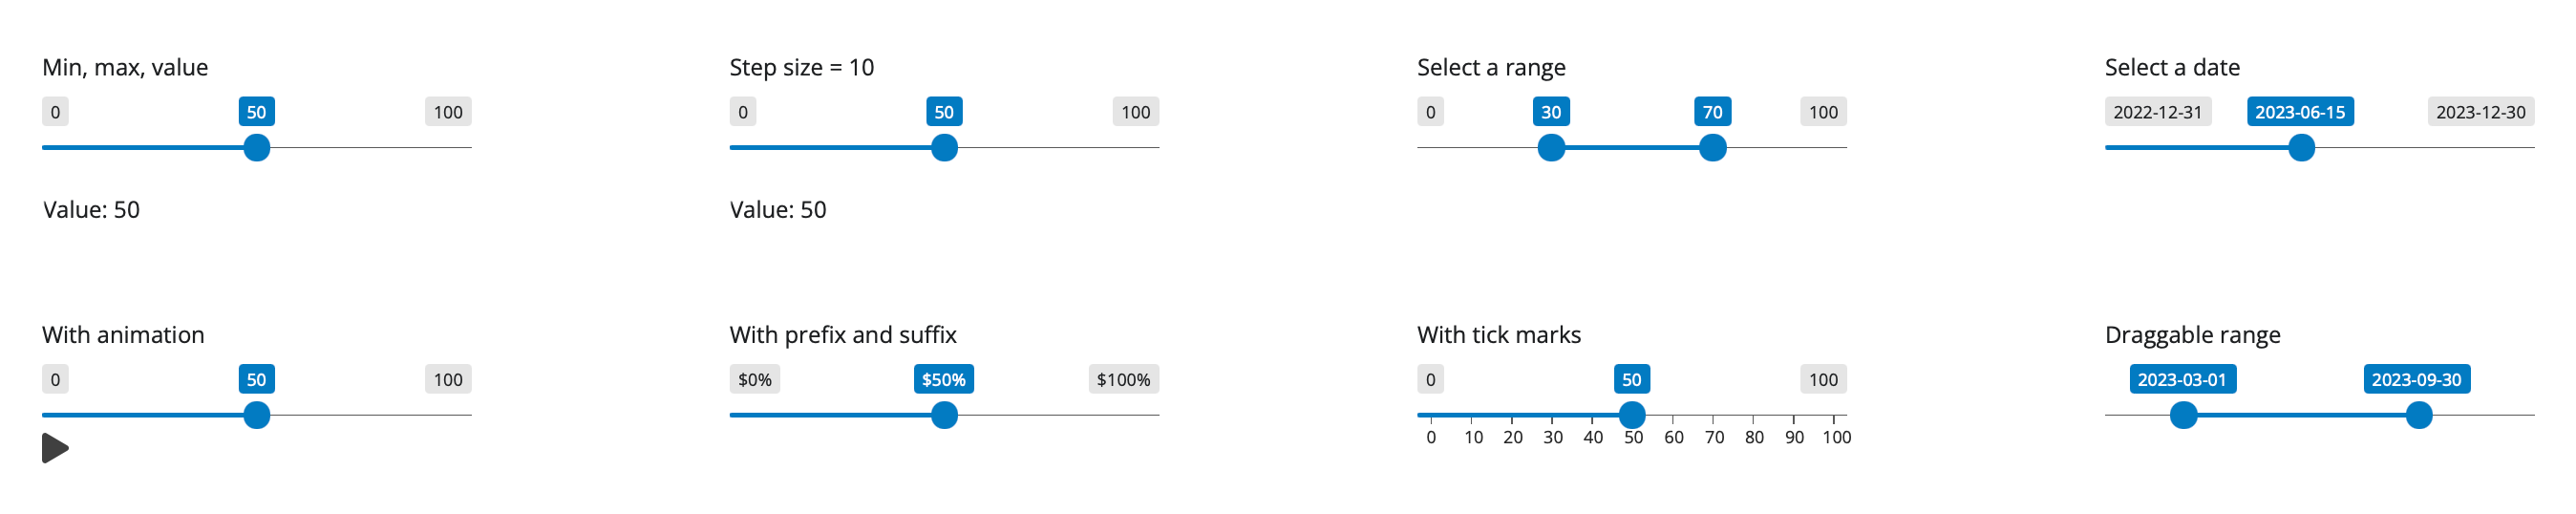 Min, max, value
0 50 100
Value: 50
Step size = 10
0 50 100
Value: 50
Select a range
0 30 70 100
Select a date
2022-12-31 2023-06-15 2023-12-30
With animation
0 50 100
With prefix and suffix
$0% $50% $100%
With tick marks
0 50 100
0 10 20 30 40 50 60 70 80 90 100
Draggable range
2023-03-01 2023-09-30